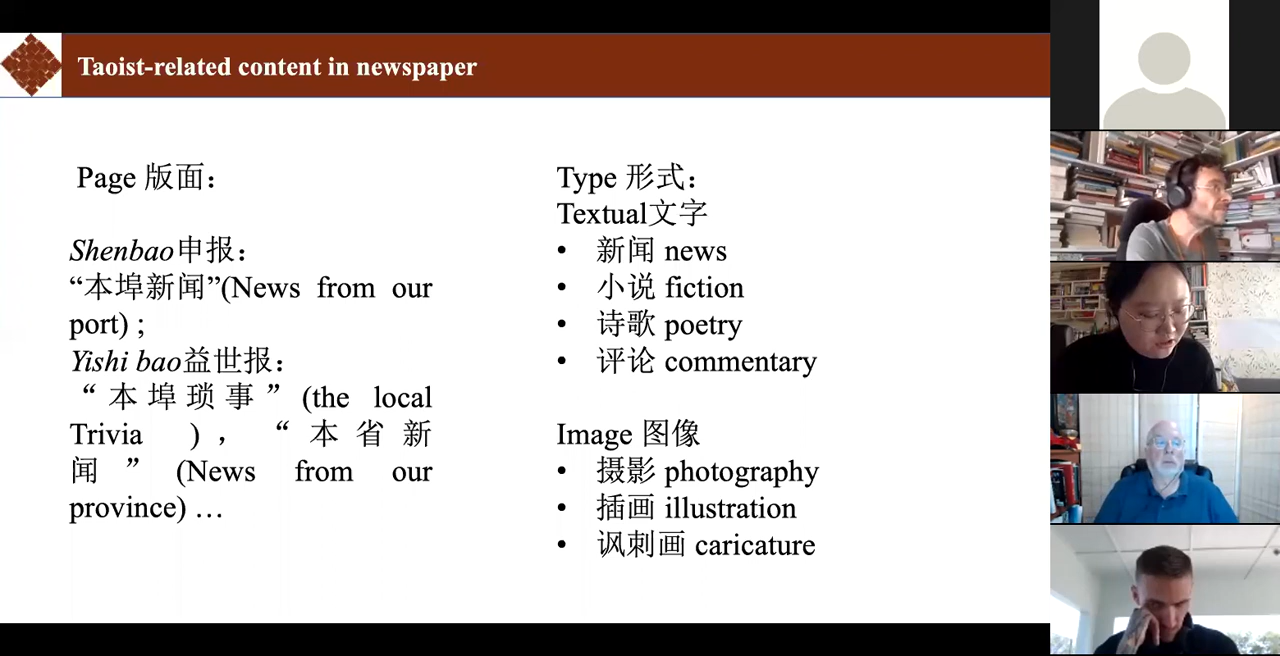 Taoist-related content in newspaper
Page 版面：
Shenbao申报：
“本埠新闻”(News from our
port) ;
Yishi bao益世报：
“本埠琐事” (the local
Trivia ) ，“本省新
闻” (News from our
province) …
Type 形式：
Textual文字
• 新闻 news
• 小说 fiction
• 诗歌 poetry
• 评论 commentary
Image 图像
• 摄影 photography
• 插画 illustration
• 讽刺画 caricature